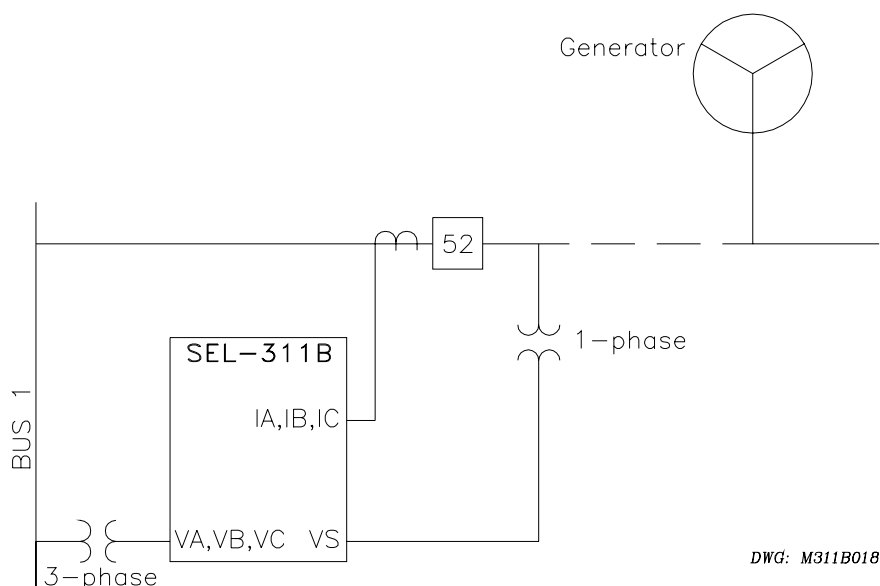 Generator
52
1-phase
SEL-311B
IA,IB,IC
BUS 1
VA,VB,VC VS
3-phase
DWG: M311B018